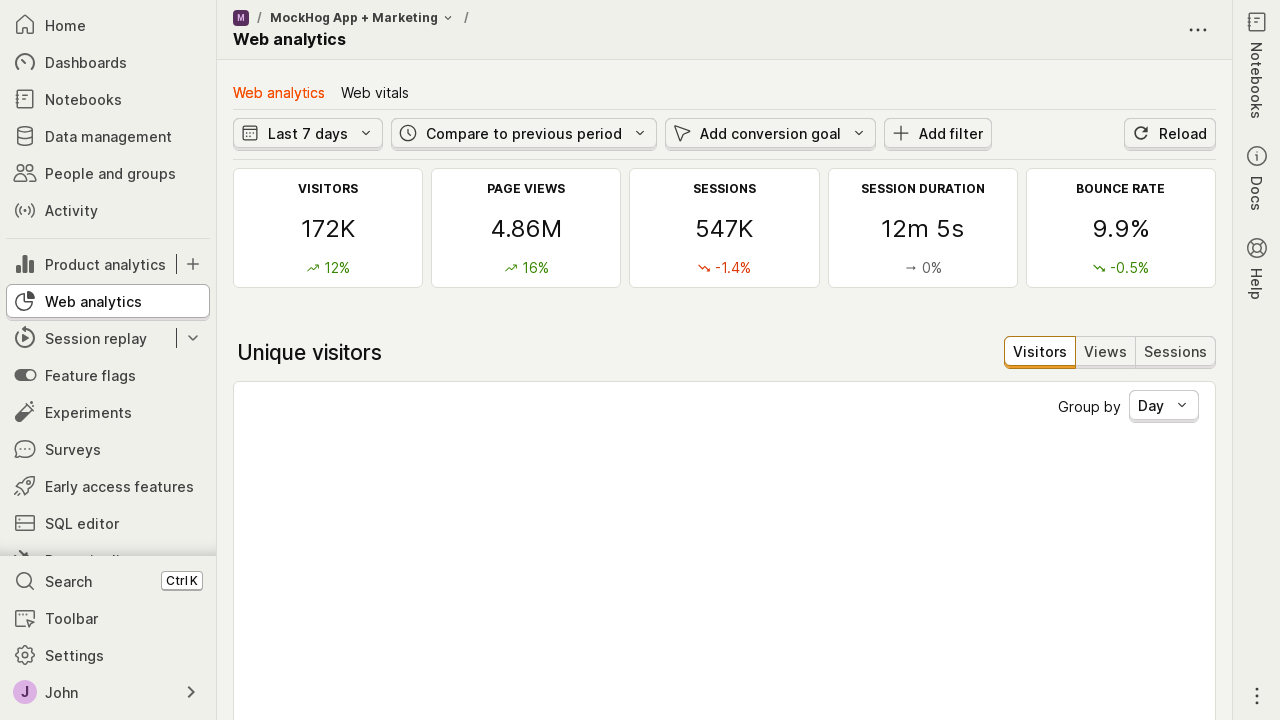 Home
Dashboards
Notebooks
Data management
People and groups
Activity
Product analytics
Web analytics
Session replay
Feature flags
Experiments
Surveys
Early access features
SQL editor
Search
Ctrl K
Toolbar
Settings
J
John
M / MockHog App + Marketing /
Web analytics
Web analytics
Web vitals
Last 7 days
Compare to previous period
Add conversion goal
Add filter
Reload
VISITORS
172K
12%
PAGE VIEWS
4.86M
16%
SESSIONS
547K
-1.4%
SESSION DURATION
12m 5s
0%
BOUNCE RATE
9.9%
-0.5%
Unique visitors
Visitors
Views
Sessions
Group by
Day
Notebooks
Docs
Help